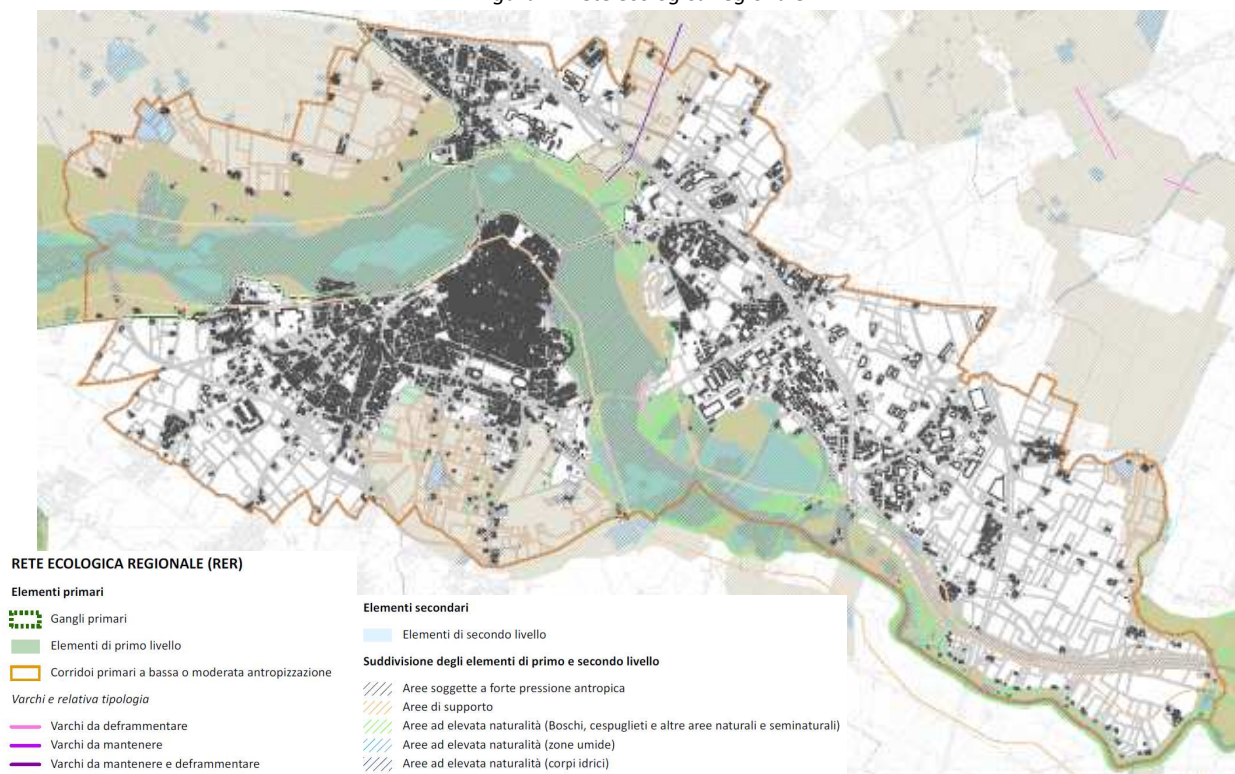 RETE ECOLOGICA REGIONALE (RER)
Elementi primari
Gangli primari
Elementi di primo livello
Corridoi primari a bassa o moderata antropizzazione
Varchi e relativa tipologia
Varchi da deframmentare
Varchi da mantenere
Varchi da mantenere e deframmentare
Elementi secondari
Elementi di secondo livello
Suddivisione degli elementi di primo e secondo livello
Aree soggette a forte pressione antropica
Aree di supporto
Aree ad elevata naturalità (Boschi, cespuglieti e altre aree naturali e seminaturali)
Aree ad elevata naturalità (zone umide)
Aree ad elevata naturalità (corpi idrici)